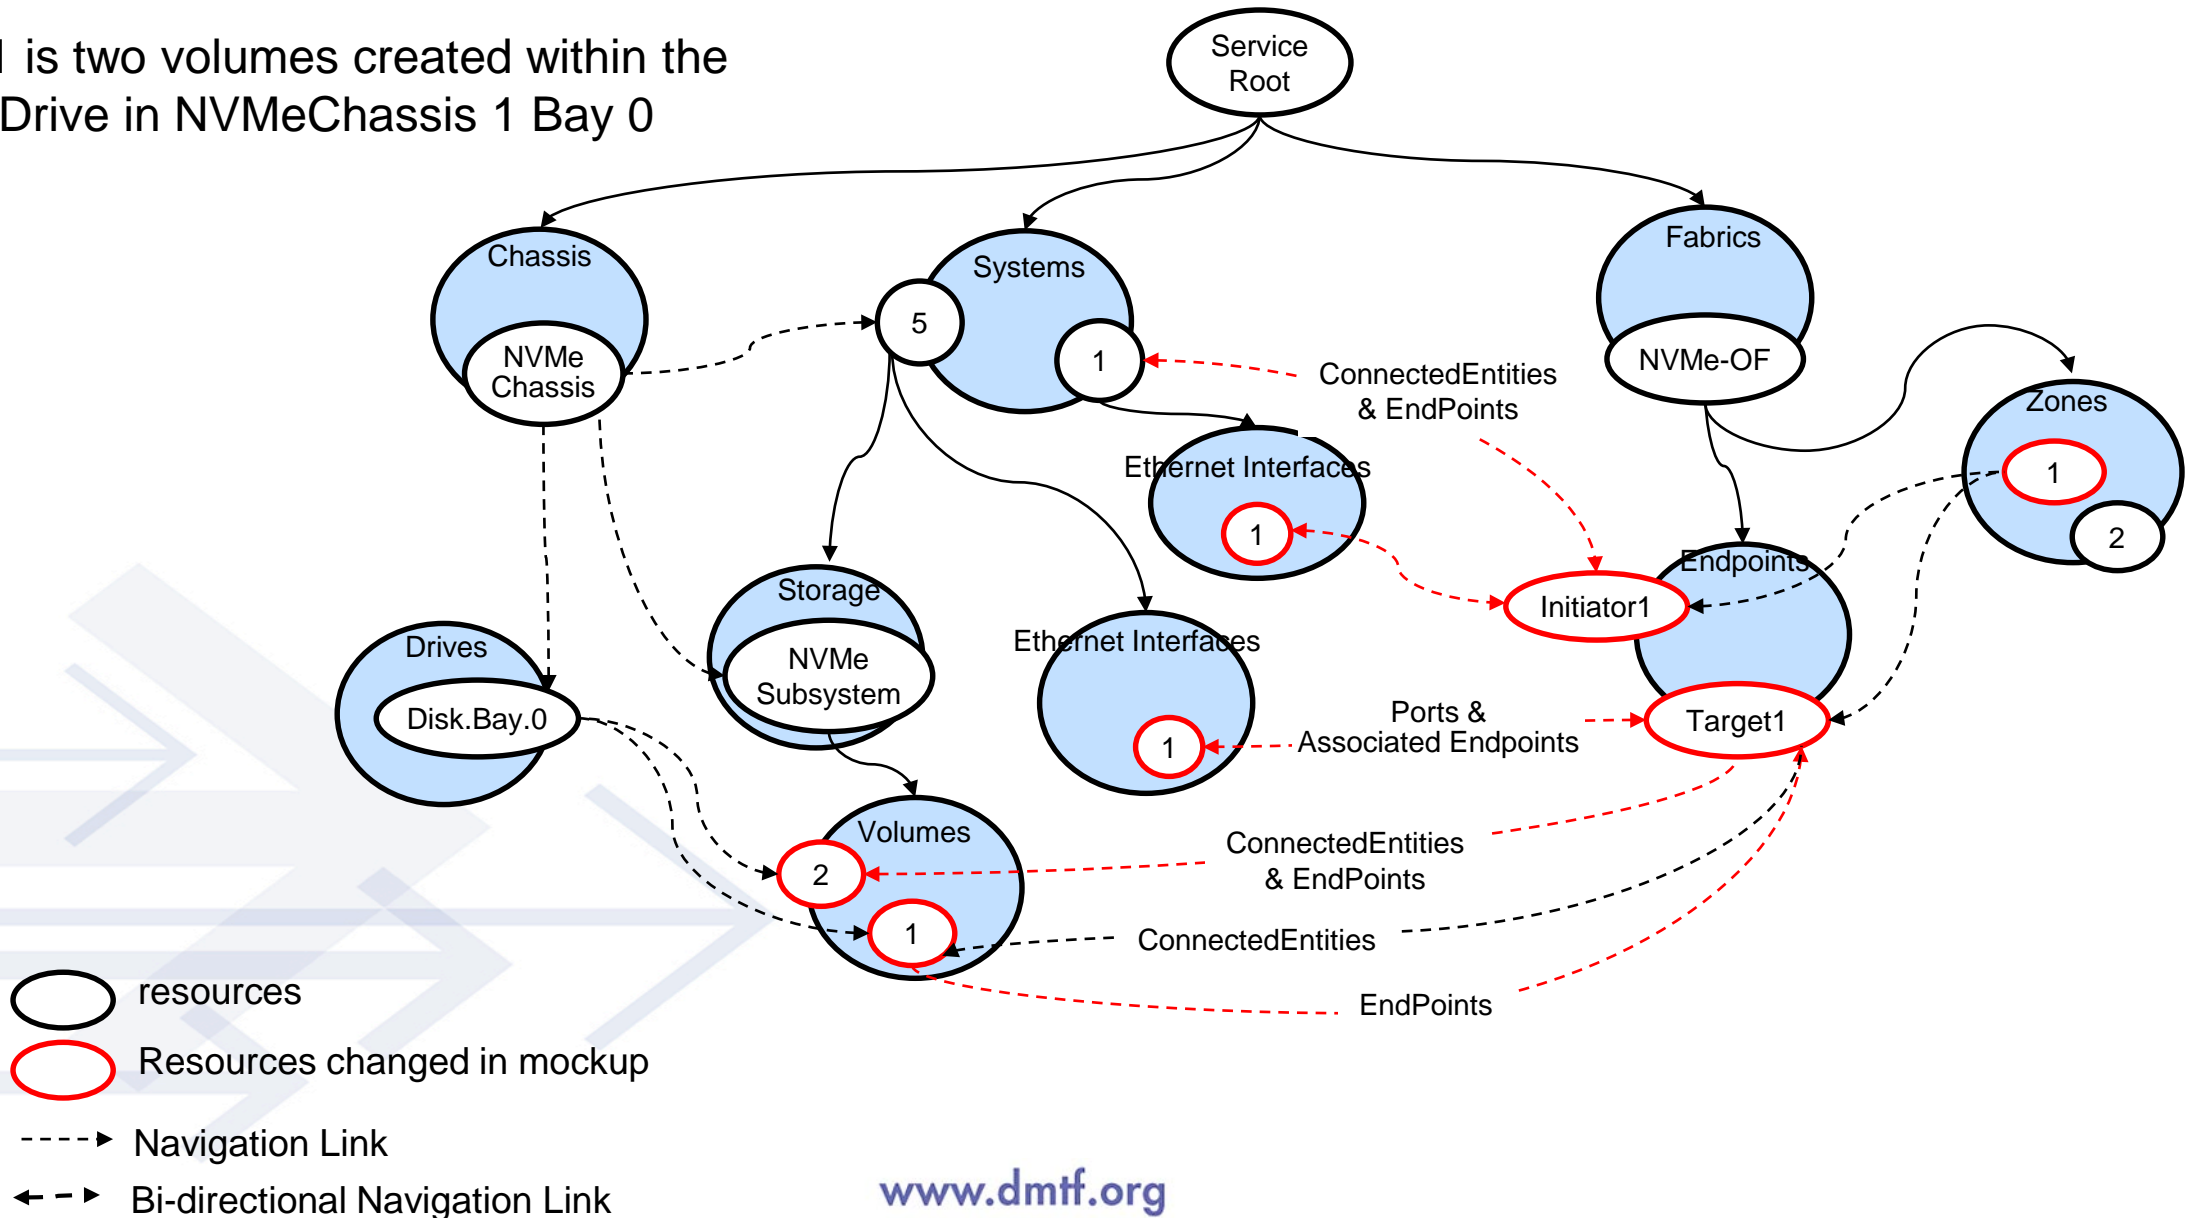 is two volumes created within the
Drive in NVMeChassis 1 Bay 0
Service
Root
Chassis
NVMe
Chassis
Systems
5
1
Fabrics
NVMe-OF
ConnectedEntities
& EndPoints
Zones
1
2
Ethernet Interfaces
1
Endpoints
Initiator1
Target1
Storage
NVMe
Subsystem
Ethernet Interfaces
1
Drives
Disk.Bay.0
Ports &
Associated Endpoints
Volumes
2
1
ConnectedEntities
& EndPoints
ConnectedEntities
EndPoints
resources
Resources changed in mockup
Navigation Link
Bi-directional Navigation Link
www.dmtf.org